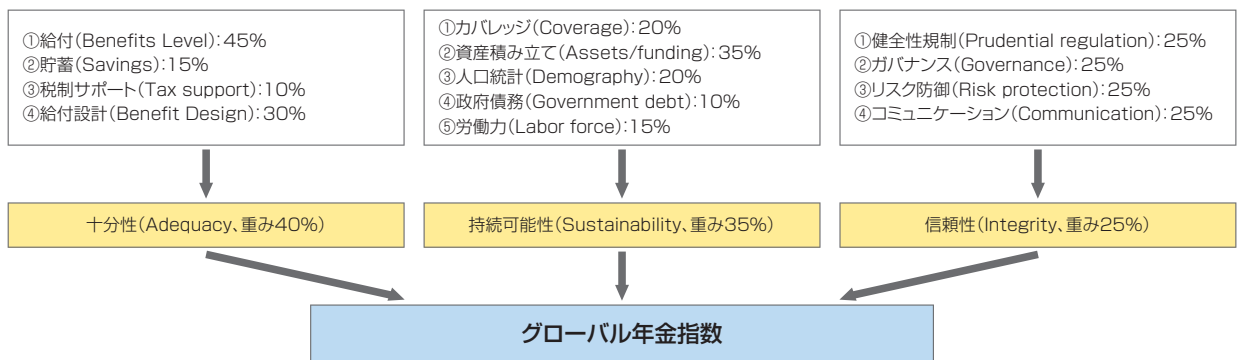 ①給付(Benefits Level):45%
②貯蓄(Savings):15%
③税制サポート(Tax support):10%
④給付設計(Benefit Design):30%
①カバレッジ(Coverage):20%
②資産積み立て(Assets/funding):35%
③人口統計(Demography):20%
④政府債務(Government debt):10%
⑤労働力(Labor force):15%
①健全性規制(Prudential regulation):25%
②ガバナンス(Governance):25%
③リスク防御(Risk protection):25%
④コミュニケーション(Communication):25%
十分性(Adequacy、重み40%)
持続可能性(Sustainability、重み35%)
信頼性(Integrity、重み25%)
グローバル年金指数